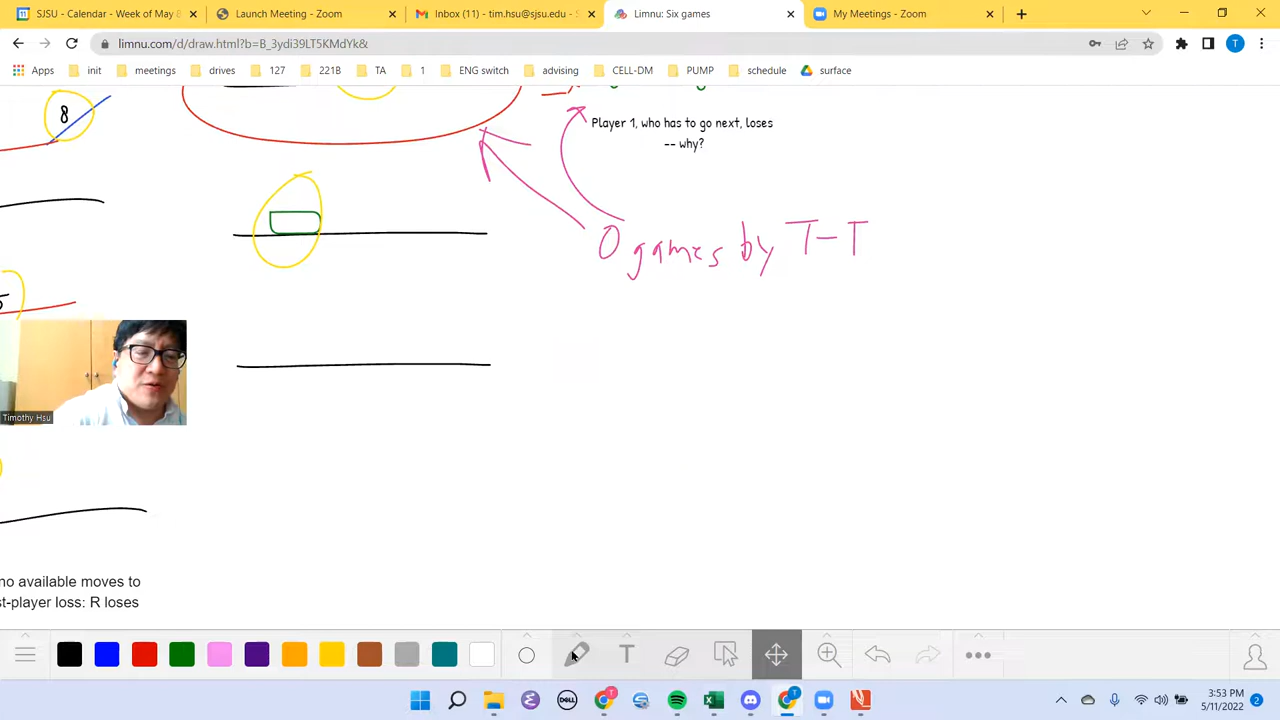 SJSU - Calendar - Week of May 8
Launch Meeting - Zoom
Inbox (11) - tim.hsu@sjsu.edu - S
Limnu: Six games
My Meetings - Zoom
limnu.com/d/draw.html?b=B_3ydi39LT5KMdYk&
T
Apps
init
meetings
drives
127
221B
TA
1
ENG switch
advising
CELL-DM
PUMP
schedule
surface
8
Player 1, who has to go next, loses
-- why?
0 games by T-T
5
Timothy Hsu
no available moves to
st-player loss: R loses
T
3:53 PM
5/11/2022